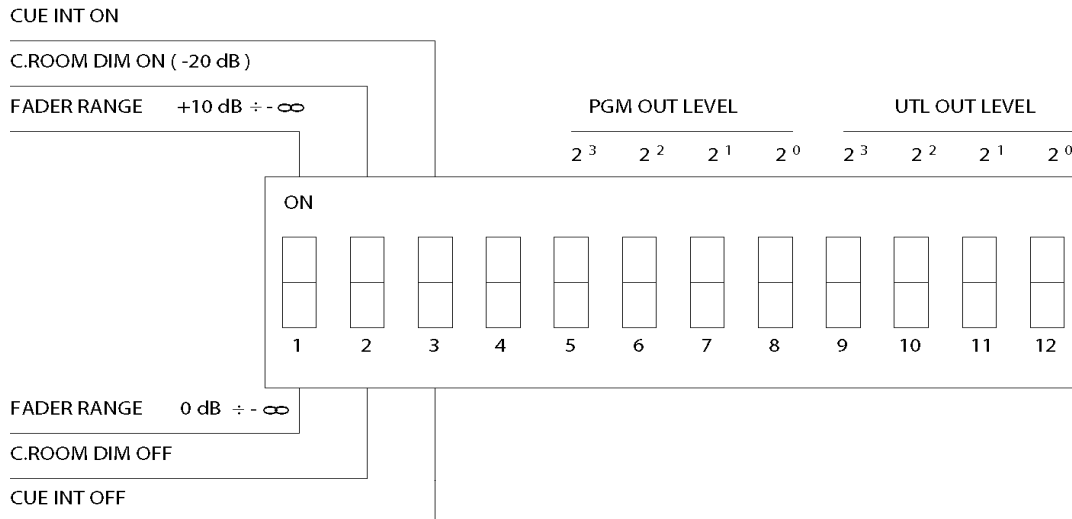 CUE INT ON
C.ROOM DIM ON ( -20 dB )
FADER RANGE +10 dB ÷ - ∞
PGM OUT LEVEL UTL OUT LEVEL
2³ 2² 2¹ 2⁰ 2³ 2² 2¹ 2⁰
ON
1 2 3 4 5 6 7 8 9 10 11 12
FADER RANGE 0 dB ÷ - ∞
C.ROOM DIM OFF
CUE INT OFF